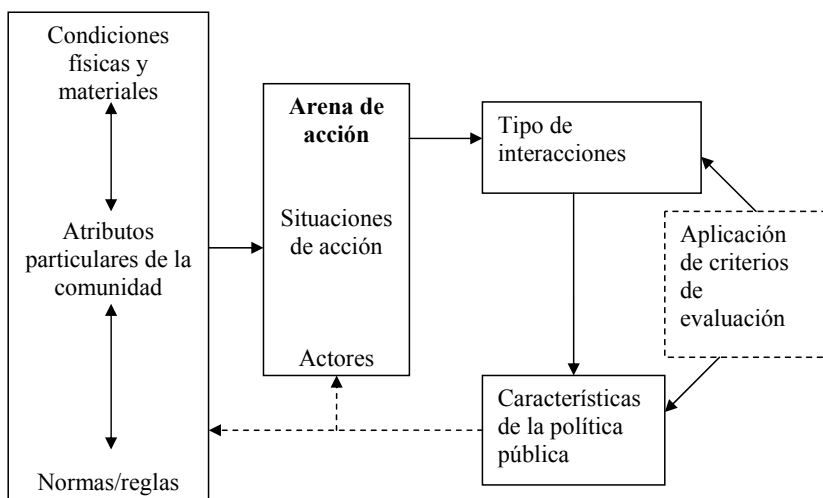 Condiciones
físicas y
materiales
Atributos
particulares de la
comunidad
Normas/reglas
Arena de
acción
Situaciones
de acción
Actores
Tipo de
interacciones
Características
de la política
pública
Aplicación
de criterios
de
evaluación